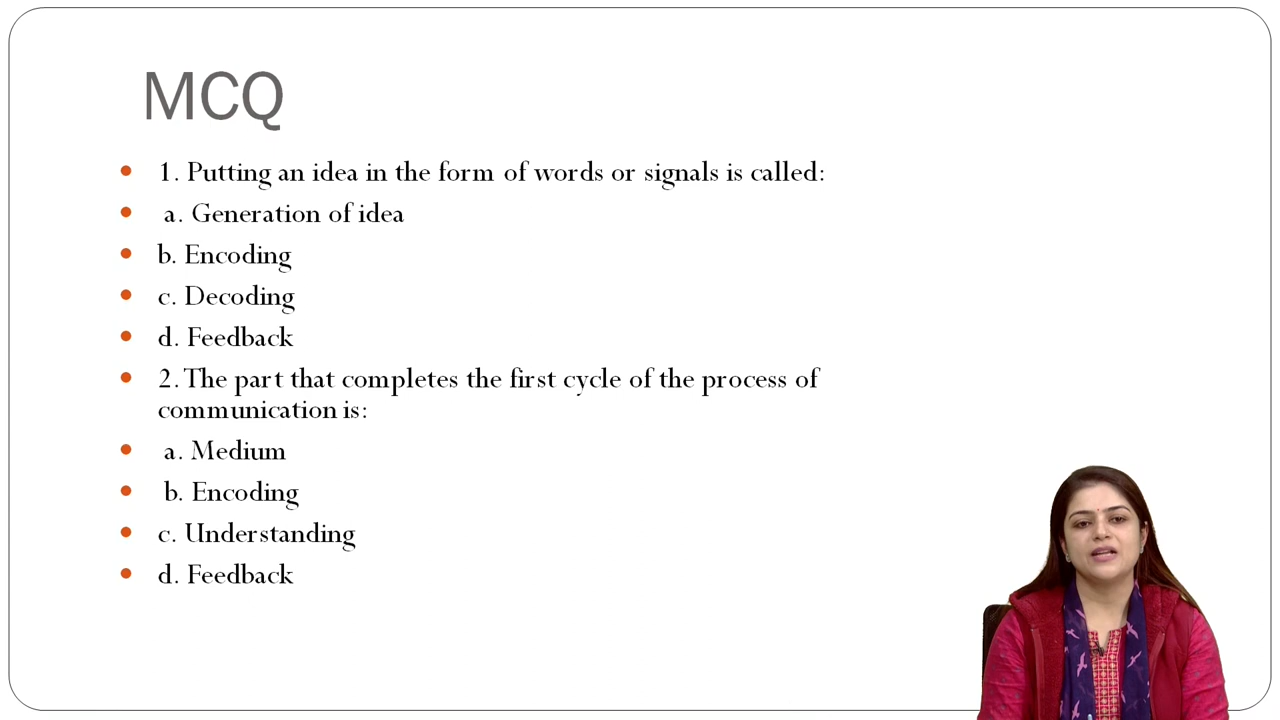 MCQ
1. Putting an idea in the form of words or signals is called:
a. Generation of idea
b. Encoding
c. Decoding
d. Feedback
2. The part that completes the first cycle of the process of
communication is:
a. Medium
b. Encoding
c. Understanding
d. Feedback